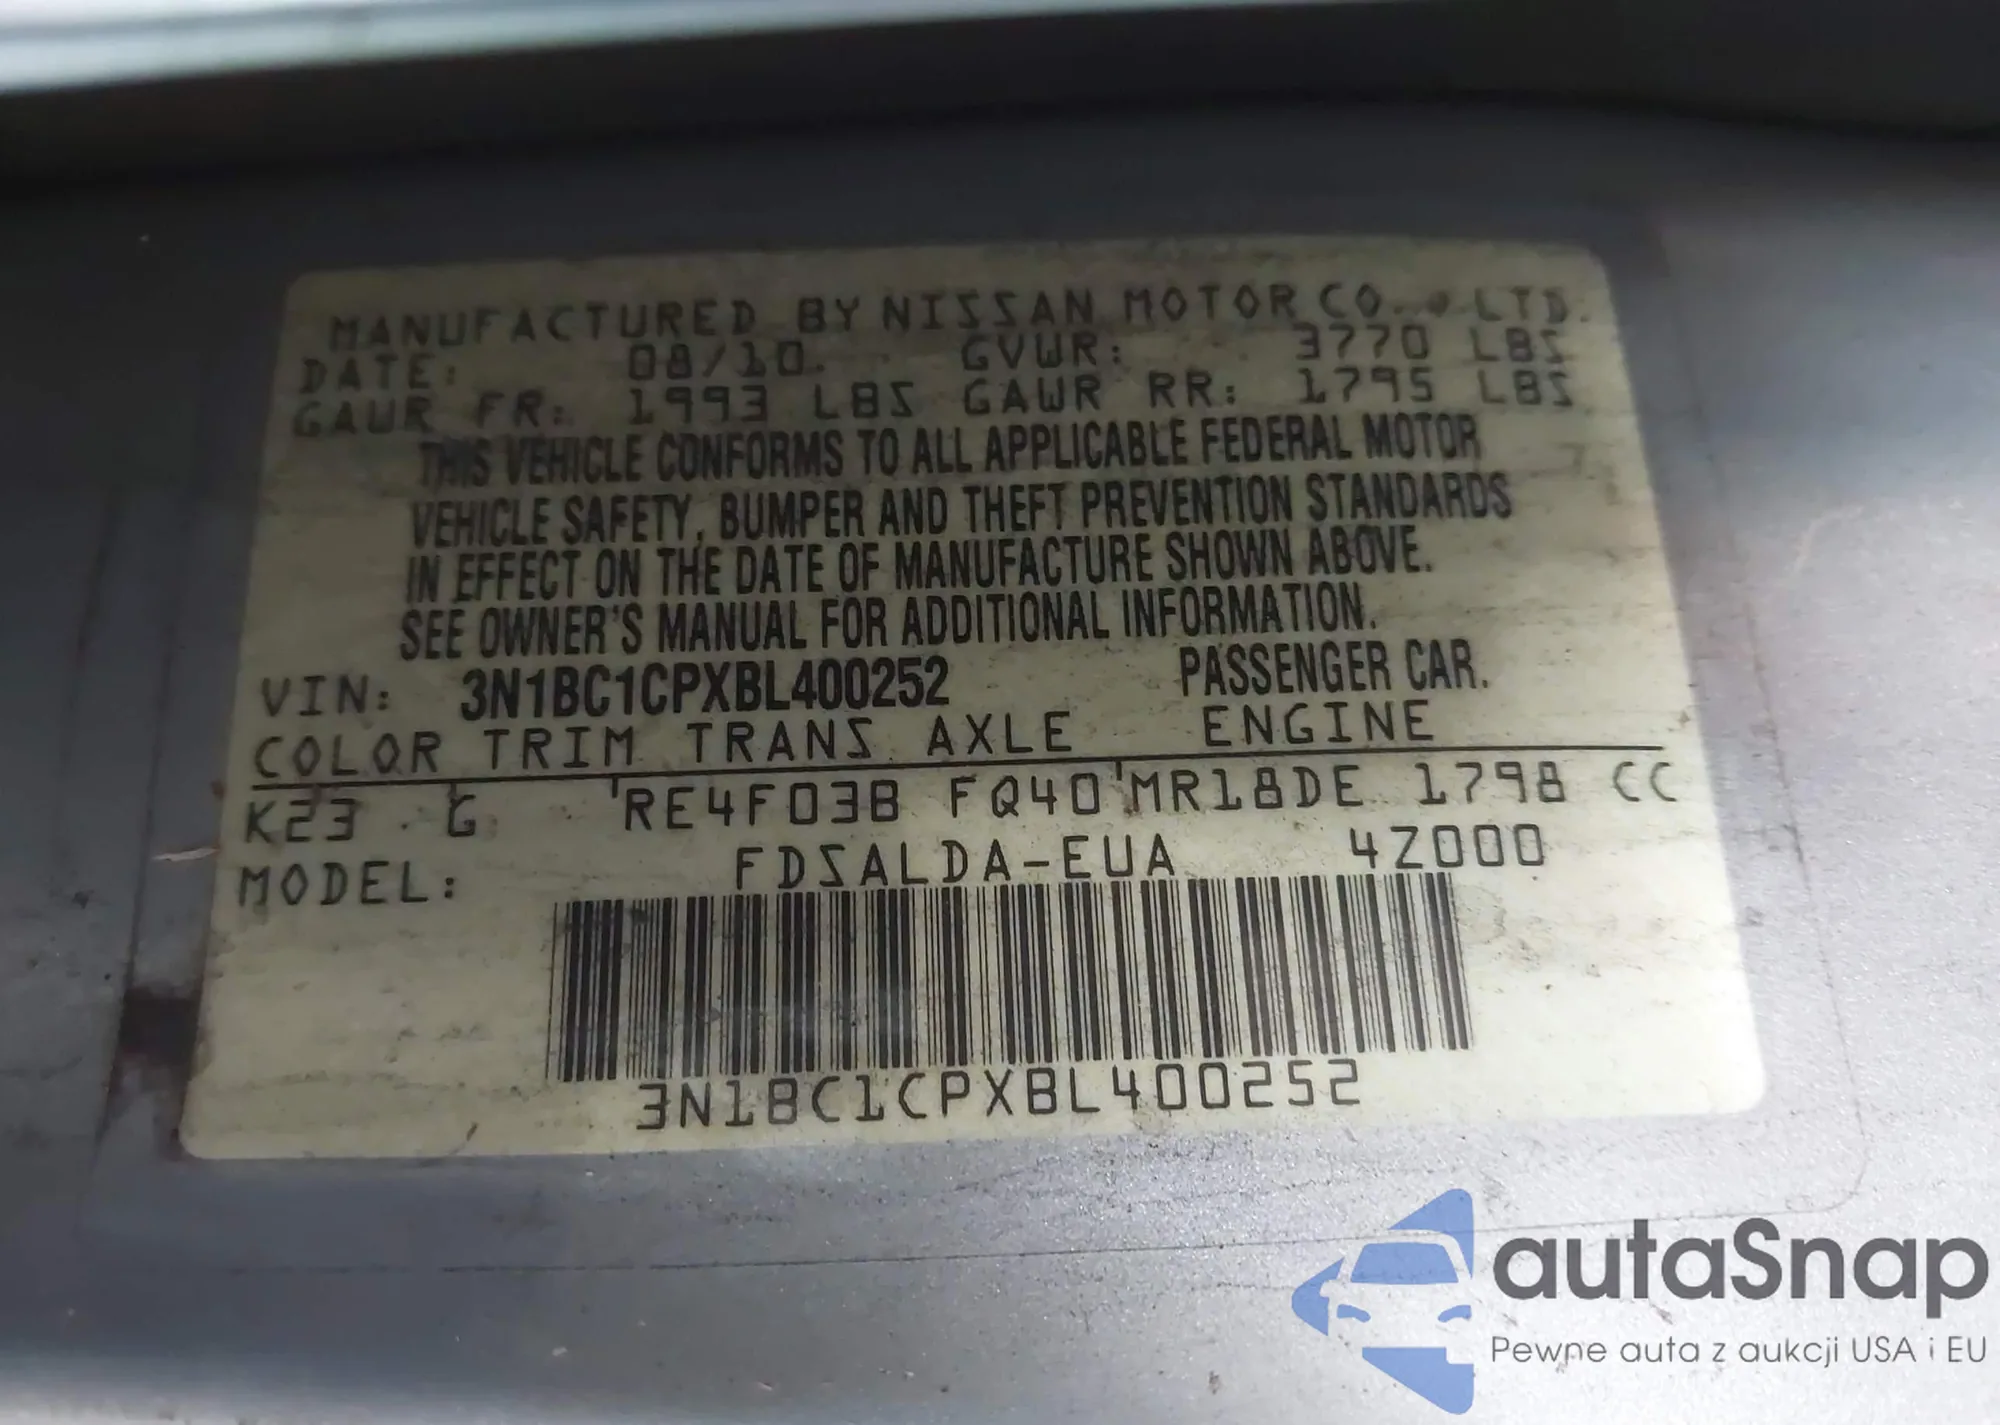 MANUFACTURED BY NISSAN MOTOR CO., LTD.
DATE: 08/10. GVWR: 3770 LBS
GAWR FR: 1993 LBS GAWR RR: 1795 LBS
THIS VEHICLE CONFORMS TO ALL APPLICABLE FEDERAL MOTOR
VEHICLE SAFETY, BUMPER AND THEFT PREVENTION STANDARDS
IN EFFECT ON THE DATE OF MANUFACTURE SHOWN ABOVE.
SEE OWNER'S MANUAL FOR ADDITIONAL INFORMATION.
VIN: 3N1BC1CPXBL400252 PASSENGER CAR.
COLOR TRIM TRANS AXLE ENGINE
K23 G RE4F03B FQ40 MR18DE 1798 CC
MODEL: FDSALDA-EUA 4Z000
3N1BC1CPXBL400252
autaSnap
Pewne auta z aukcji USA i EU